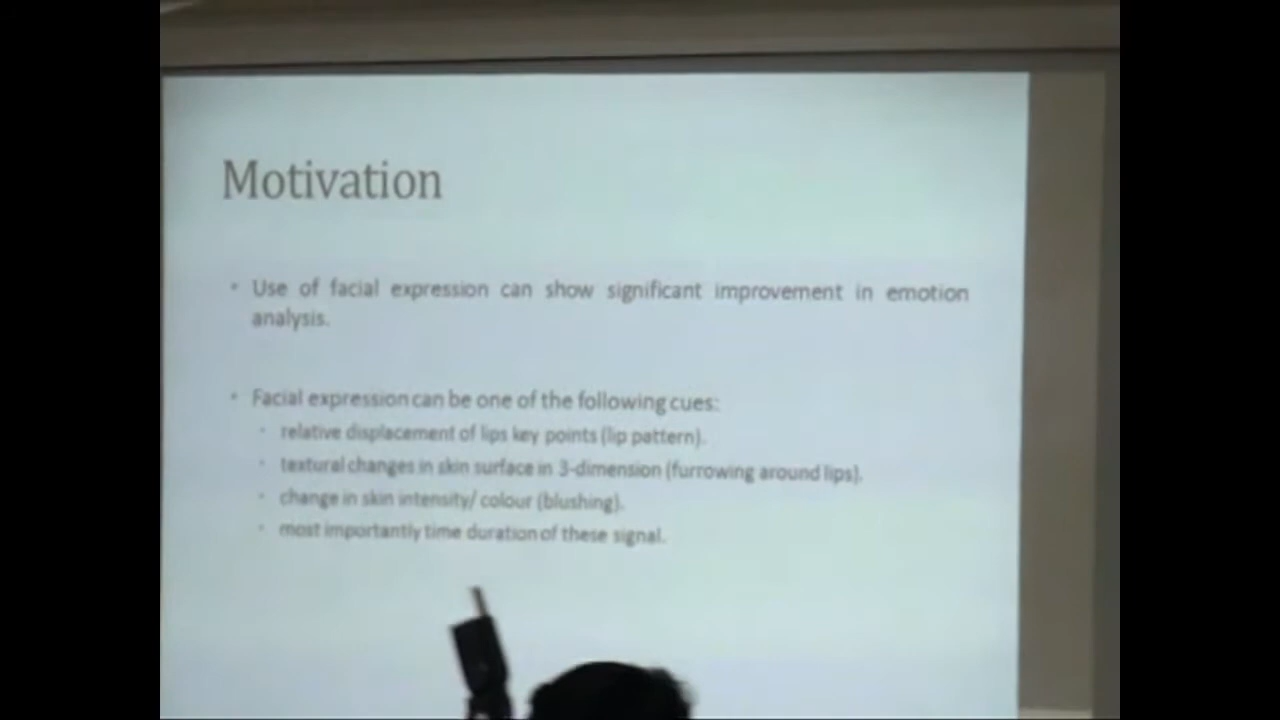 Motivation
• Use of facial expression can show significant improvement in emotion
analysis.
• Facial expression can be one of the following cues:
• relative displacement of lips key points (lip pattern).
• textural changes in skin surface in 3-dimension (furrowing around lips).
• change in skin intensity/ colour (blushing).
• most importantly time duration of these signal.